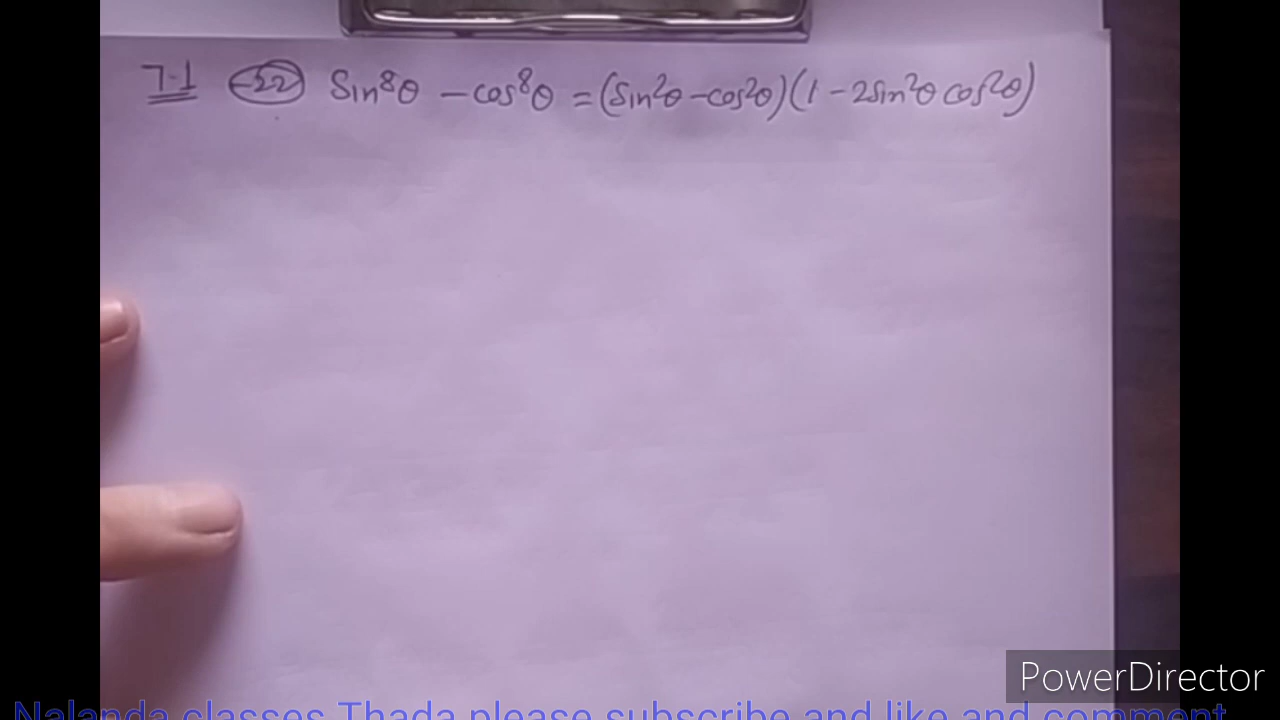 7.1 22 Sin⁸θ - cos⁸θ = (sin²θ - cos²θ)(1 - 2sin²θ cos²θ)
PowerDirector
Nalanda classes Thada please subscribe and like and comment